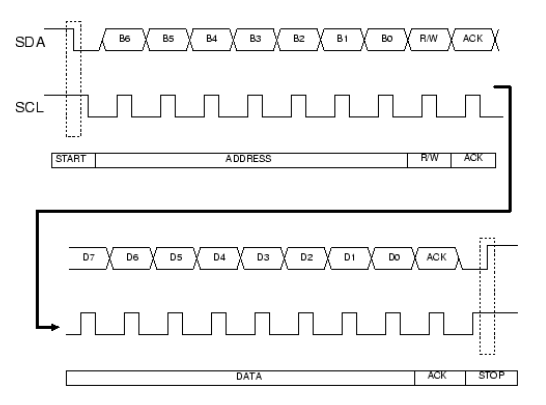 SDA B6 B5 B4 B3 B2 B1 B0 R/W ACK
SCL
START ADDRESS R/W ACK
D7 D6 D5 D4 D3 D2 D1 D0 ACK
DATA ACK STOP